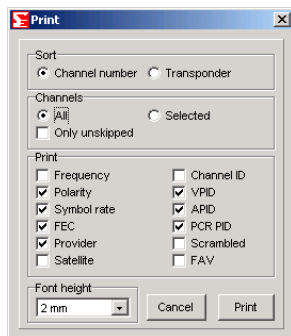 Print
Sort
Channel number Transponder
Channels
All Selected
Only unskipped
Print
Frequency Channel ID
Polarity VPID
Symbol rate APID
FEC PCR PID
Provider Scrambled
Satellite FAV
Font height
2 mm Cancel Print